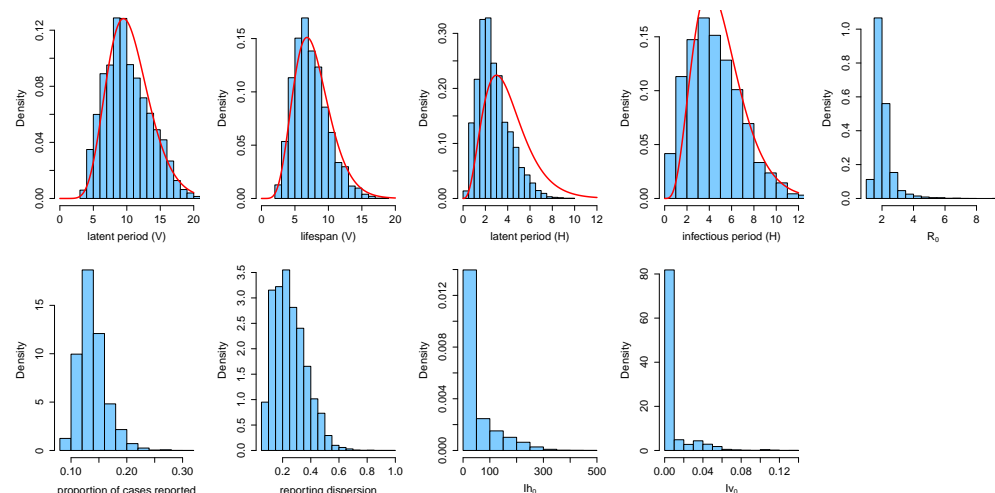 Density
0.00 0.04 0.08 0.12
0 5 10 15 20
latent period (V)
Density
0.00 0.05 0.10 0.15
0 5 10 15 20
lifespan (V)
Density
0.00 0.10 0.20 0.30
0 2 4 6 8 10 12
latent period (H)
Density
0.00 0.05 0.10 0.15
0 2 4 6 8 10 12
infectious period (H)
Density
0.0 0.2 0.4 0.6 0.8 1.0
2 4 6 8
R₀
Density
0 5 10 15
0.10 0.20 0.30
proportion of cases reported
Density
0.0 0.5 1.0 1.5 2.0 2.5 3.0 3.5
0.2 0.4 0.6 0.8 1.0
reporting dispersion
Density
0.000 0.004 0.008 0.012
0 100 300 500
Ih₀
Density
0 20 40 60 80
0.00 0.04 0.08 0.12
Iv₀